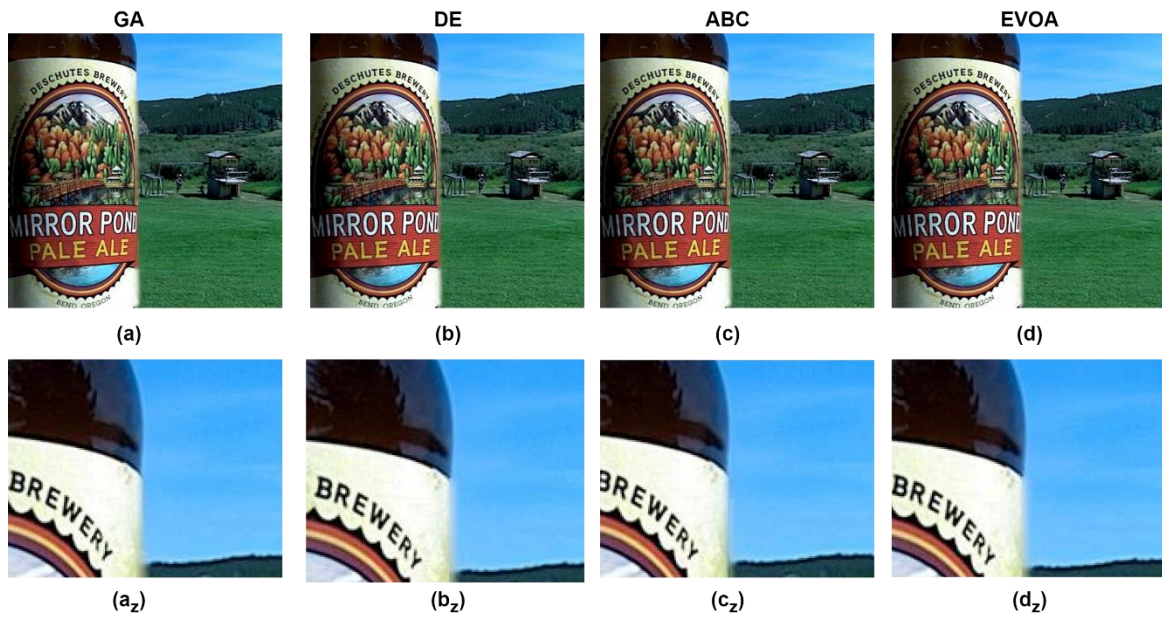 GA DE ABC EVOA
DESCHUTES BREWERY DESCHUTES BREWERY DESCHUTES BREWERY DESCHUTES BREWERY
MIRROR POND MIRROR POND MIRROR POND MIRROR POND
PALE ALE PALE ALE PALE ALE PALE ALE
BEND, OREGON BEND, OREGON BEND, OREGON BEND, OREGON
(a) (b) (c) (d)
BREWERY BREWERY BREWERY BREWERY
(az) (bz) (cz) (dz)